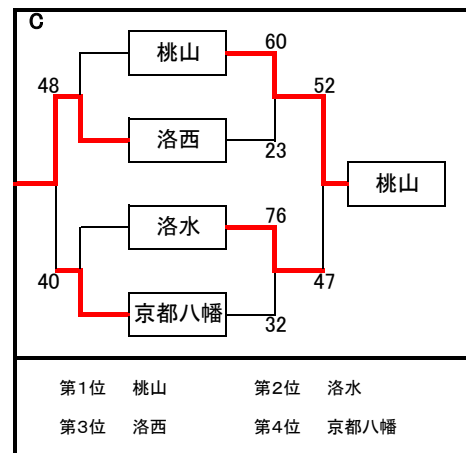 C
桃山
60
48
52
洛西
23
桃山
洛水
76
40
47
京都八幡
32
第1位 桃山 第2位 洛水
第3位 洛西 第4位 京都八幡